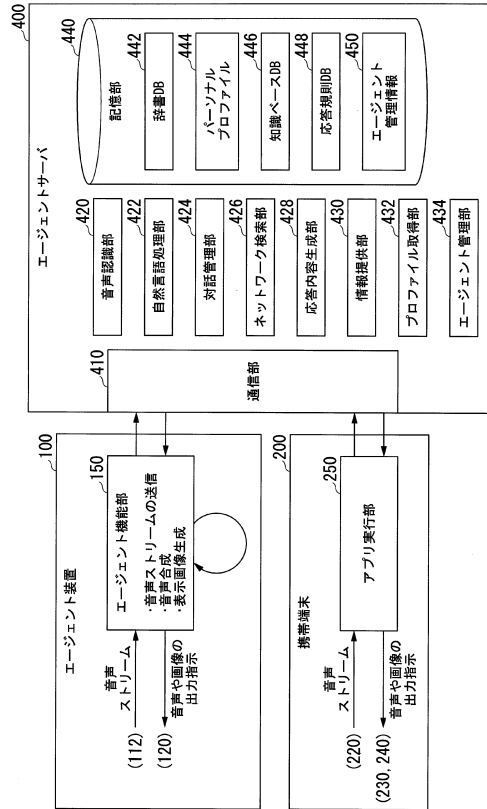 エージェントサーバ
400
通信部
410
音声認識部
420
自然言語処理部
422
対話管理部
424
ネットワーク検索部
426
応答内容生成部
428
情報提供部
430
プロファイル取得部
432
エージェント管理部
434
記憶部
440
辞書DB
442
パーソナル
プロファイル
444
知識ベースDB
446
応答規則DB
448
エージェント
管理情報
450
エージェント装置
100
エージェント機能部
150
・音声ストリームの送信
・音声合成
・表示画像生成
音声
ストリーム
(112)
(120)
音声や画像の
出力指示
携帯端末
200
アプリ実行部
250
音声
ストリーム
(220)
(230, 240)
音声や画像の
出力指示